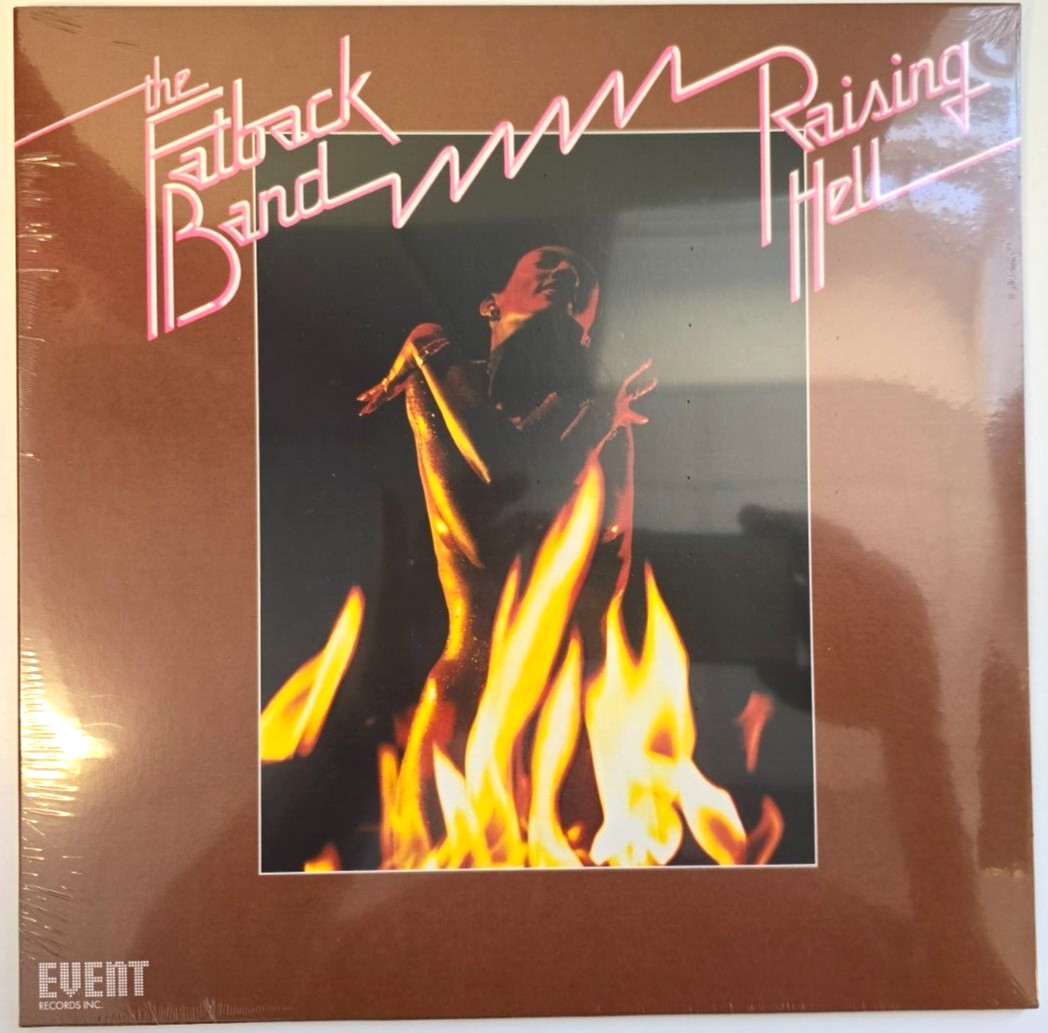 the
Fatback
Band
Raising
Hell
EVENT
RECORDS INC.